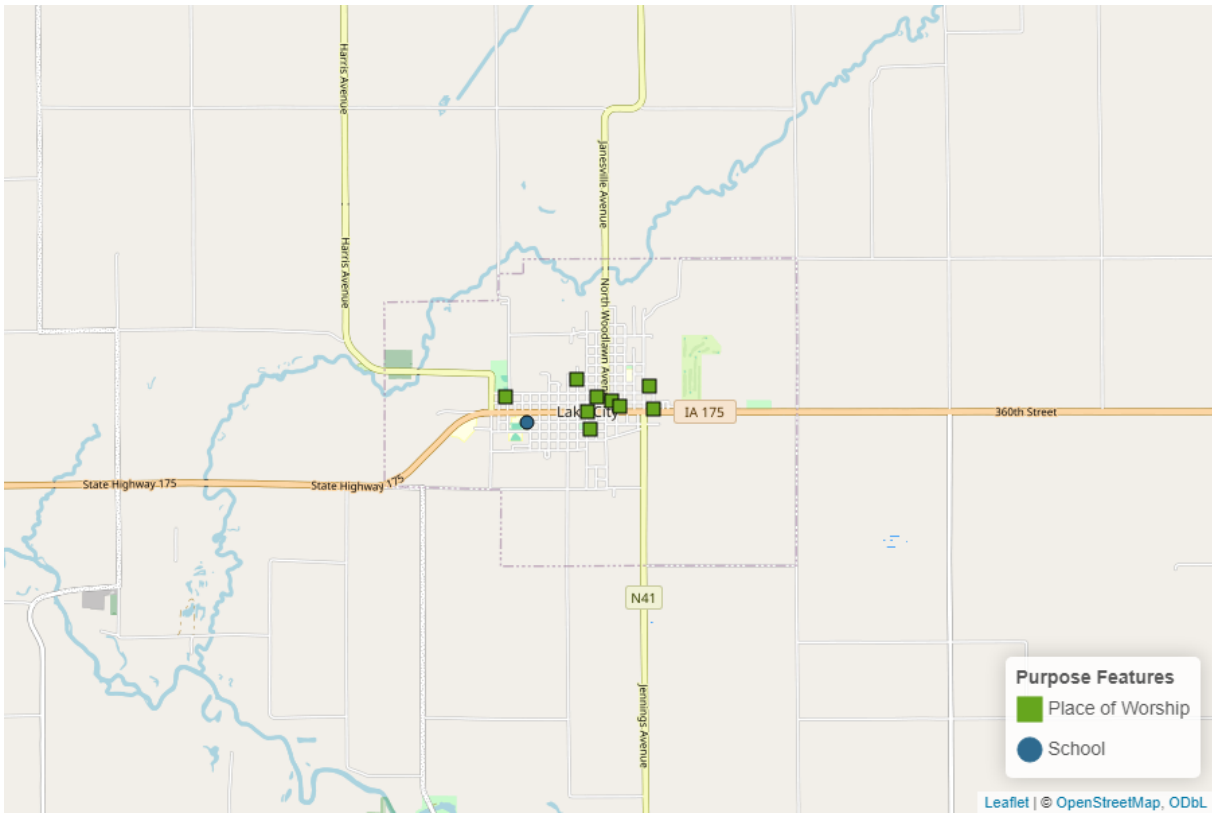 Harris Avenue
Janesville Avenue
Harris Avenue
North Woodlawn Aven
Lake City
IA 175
360th Street
State Highway 175
State Highway 175
N41
Jennings Avenue
Purpose Features
Place of Worship
School
Leaflet | © OpenStreetMap, ODbL